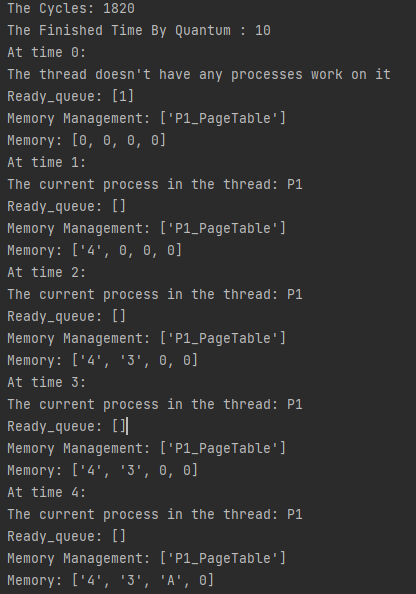 The Cycles: 1820
The Finished Time By Quantum : 10
At time 0:
The thread doesn't have any processes work on it
Ready_queue: [1]
Memory Management: ['P1_PageTable']
Memory: [0, 0, 0, 0]
At time 1:
The current process in the thread: P1
Ready_queue: []
Memory Management: ['P1_PageTable']
Memory: ['4', 0, 0, 0]
At time 2:
The current process in the thread: P1
Ready_queue: []
Memory Management: ['P1_PageTable']
Memory: ['4', '3', 0, 0]
At time 3:
The current process in the thread: P1
Ready_queue: []
Memory Management: ['P1_PageTable']
Memory: ['4', '3', 0, 0]
At time 4:
The current process in the thread: P1
Ready_queue: []
Memory Management: ['P1_PageTable']
Memory: ['4', '3', 'A', 0]